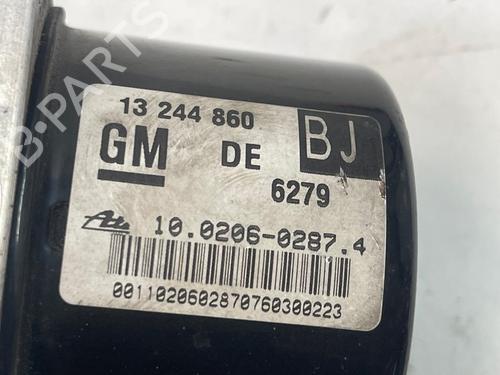 B-PARTS
13 244 860
BJ
GM DE
6279
Ate 10.0206-0287.4
00110206028707603002​23